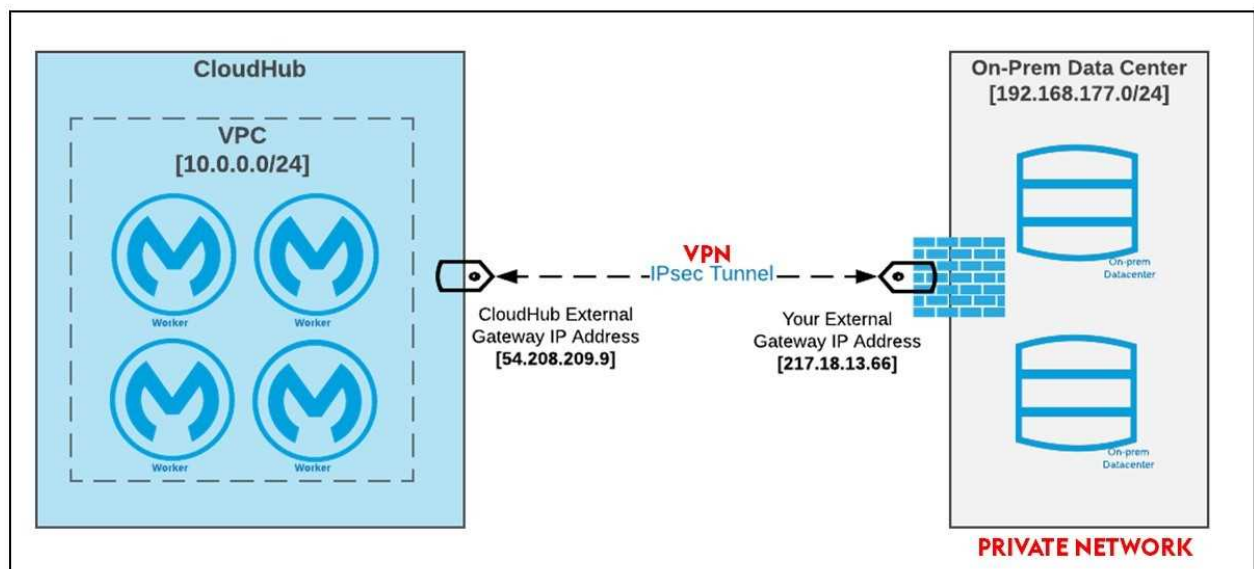 CloudHub
VPC
[10.0.0.0/24]
Worker
Worker
Worker
Worker
VPN
IPsec Tunnel
CloudHub External
Gateway IP Address
[54.208.209.9]
Your External
Gateway IP Address
[217.18.13.66]
On-Prem Data Center
[192.168.177.0/24]
On-prem
Datacenter
On-prem
Datacenter
PRIVATE NETWORK